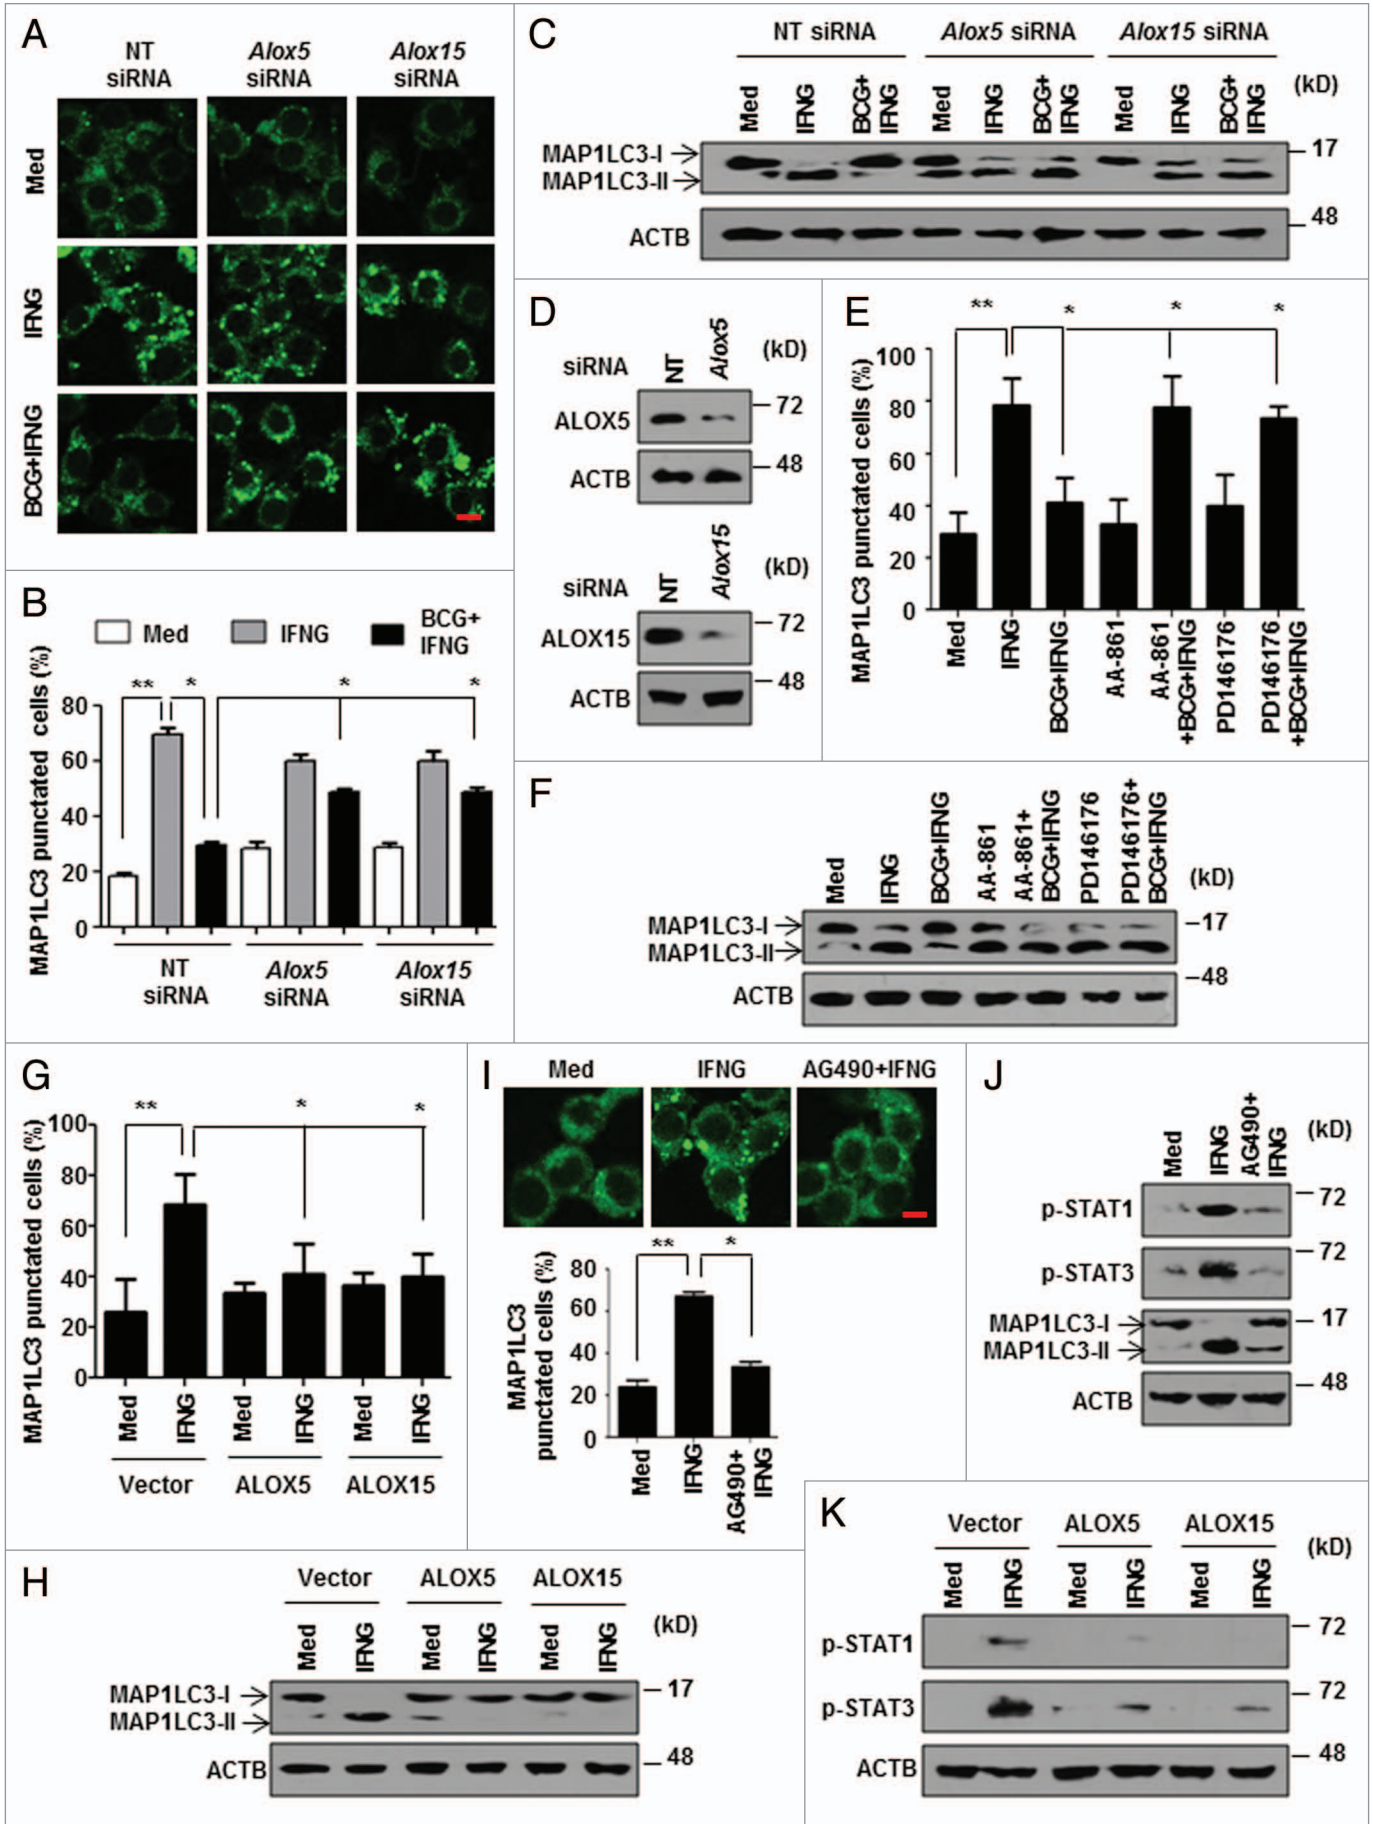 A
NT
siRNA
Alox5
siRNA
Alox15
siRNA
Med
IFNG
BCG+IFNG
B
Med
IFNG
BCG+
IFNG
MAP1LC3 punctated cells (%)
80
60
40
20
0
** * * *
NT
siRNA
Alox5
siRNA
Alox15
siRNA
C
NT siRNA
Alox5 siRNA
Alox15 siRNA
Med
IFNG
BCG+
IFNG
Med
IFNG
BCG+
IFNG
Med
IFNG
BCG+
IFNG
(kD)
MAP1LC3-I
MAP1LC3-II
17
ACTB
48
D
siRNA
NT
Alox5
(kD)
ALOX5
72
ACTB
48
siRNA
NT
Alox15
(kD)
ALOX15
72
ACTB
48
E
** * * *
MAP1LC3 punctated cells (%)
100
80
60
40
20
0
Med
IFNG
BCG+IFNG
AA-861
AA-861
+BCG+IFNG
PD146176
PD146176
+BCG+IFNG
F
Med
IFNG
BCG+IFNG
AA-861
AA-861+
BCG+IFNG
PD146176
PD146176+
BCG+IFNG
(kD)
MAP1LC3-I
MAP1LC3-II
17
ACTB
48
G
MAP1LC3 punctated cells (%)
100
80
60
40
20
0
** * *
Med
IFNG
Med
IFNG
Med
IFNG
Vector
ALOX5
ALOX15
H
Vector
ALOX5
ALOX15
Med
IFNG
Med
IFNG
Med
IFNG
(kD)
MAP1LC3-I
MAP1LC3-II
17
ACTB
48
I
Med
IFNG
AG490+IFNG
MAP1LC3
punctated cells (%)
80
60
40
20
0
** *
Med
IFNG
AG490+
IFNG
J
Med
IFNG
AG490+
IFNG
(kD)
p-STAT1
72
p-STAT3
72
MAP1LC3-I
MAP1LC3-II
17
ACTB
48
K
Vector
ALOX5
ALOX15
Med
IFNG
Med
IFNG
Med
IFNG
(kD)
p-STAT1
72
p-STAT3
72
ACTB
48